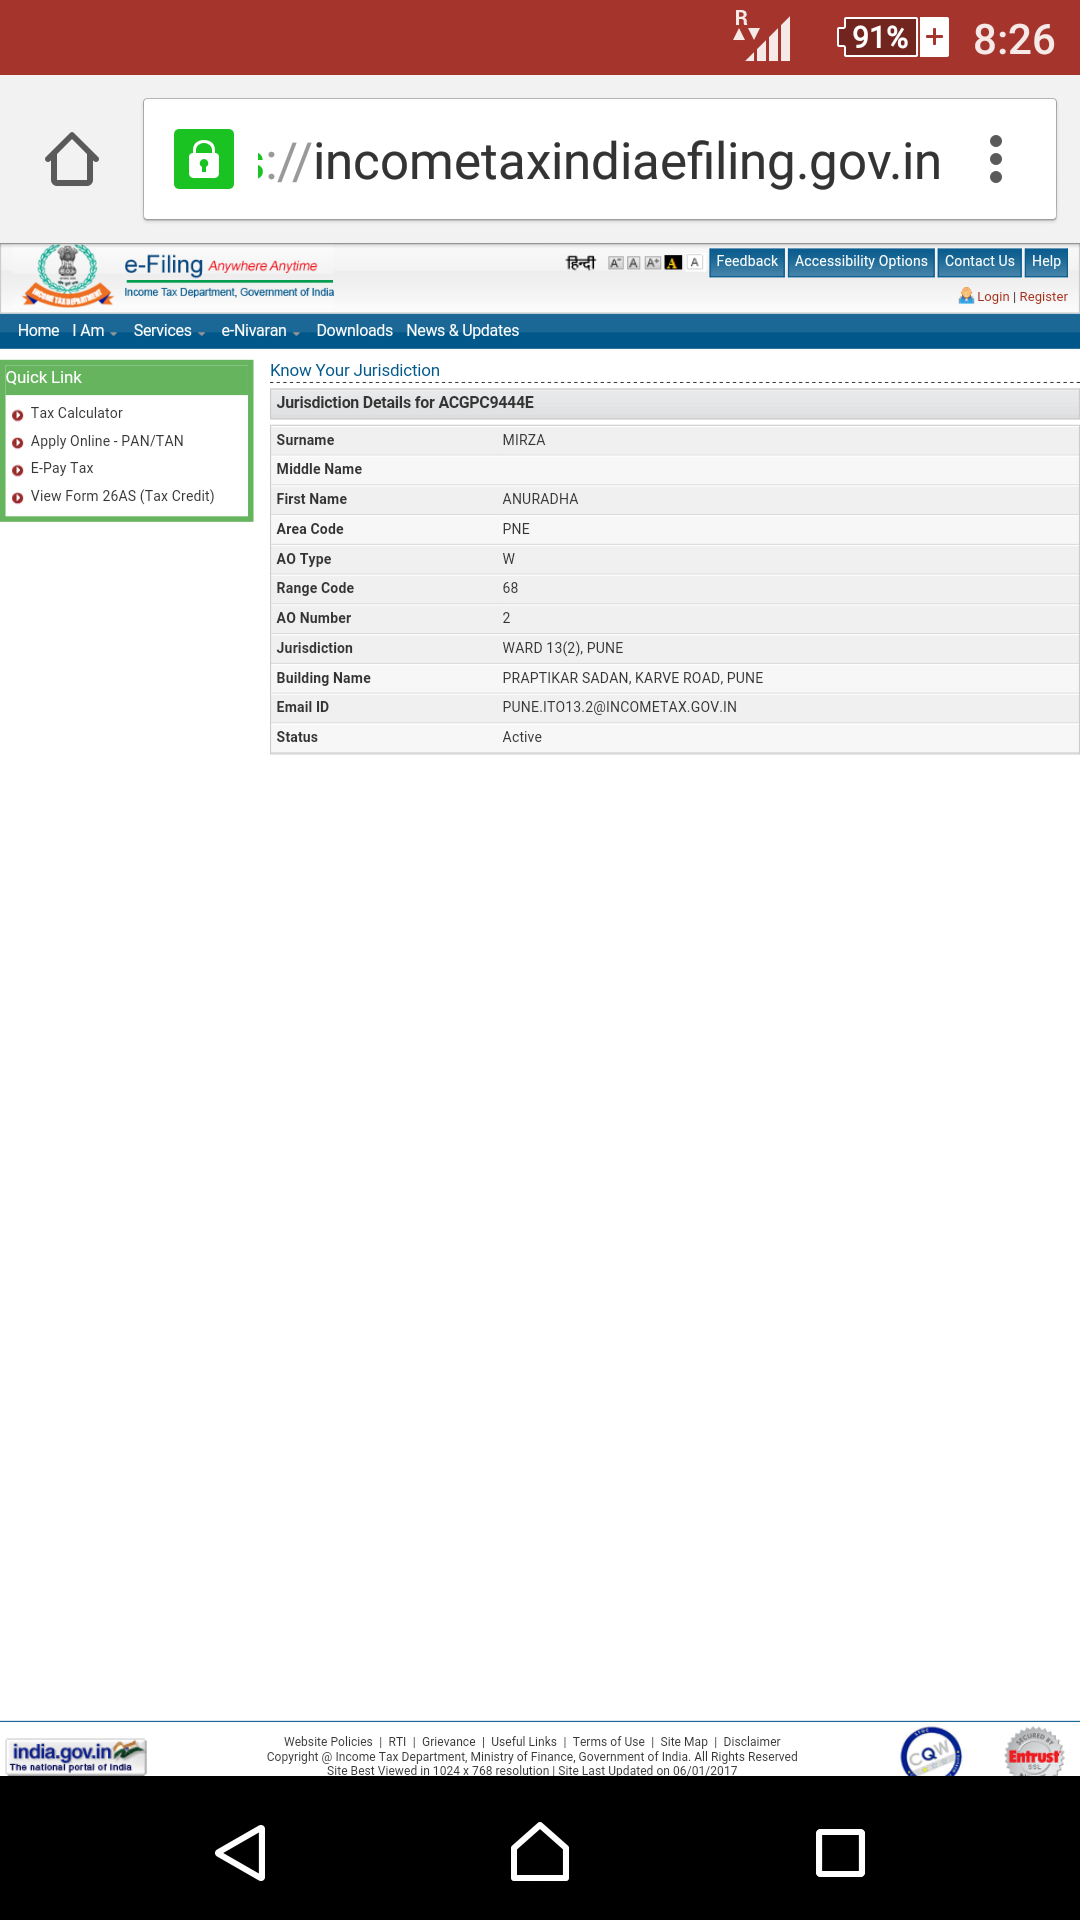 R
91%
8:26
://incometaxindiaefiling.gov.in
e-Filing Anywhere Anytime
Income Tax Department, Government of India
हिन्दी A- A A+ A A Feedback Accessibility Options Contact Us Help
Login | Register
Home I Am Services e-Nivaran Downloads News & Updates
Quick Link
Tax Calculator
Apply Online - PAN/TAN
E-Pay Tax
View Form 26AS (Tax Credit)
Know Your Jurisdiction
Jurisdiction Details for ACGPC9444E
Surname MIRZA
Middle Name
First Name ANURADHA
Area Code PNE
AO Type W
Range Code 68
AO Number 2
Jurisdiction WARD 13(2), PUNE
Building Name PRAPTIKAR SADAN, KARVE ROAD, PUNE
Email ID PUNE.ITO13.2@INCOMETAX.GOV.IN
Status Active
india.gov.in
The national portal of India
Website Policies | RTI | Grievance | Useful Links | Terms of Use | Site Map | Disclaimer
Copyright @ Income Tax Department, Ministry of Finance, Government of India. All Rights Reserved
Site Best Viewed in 1024 x 768 resolution | Site Last Updated on 06/01/2017
CQW
SECURED BY
Entrust
SSL